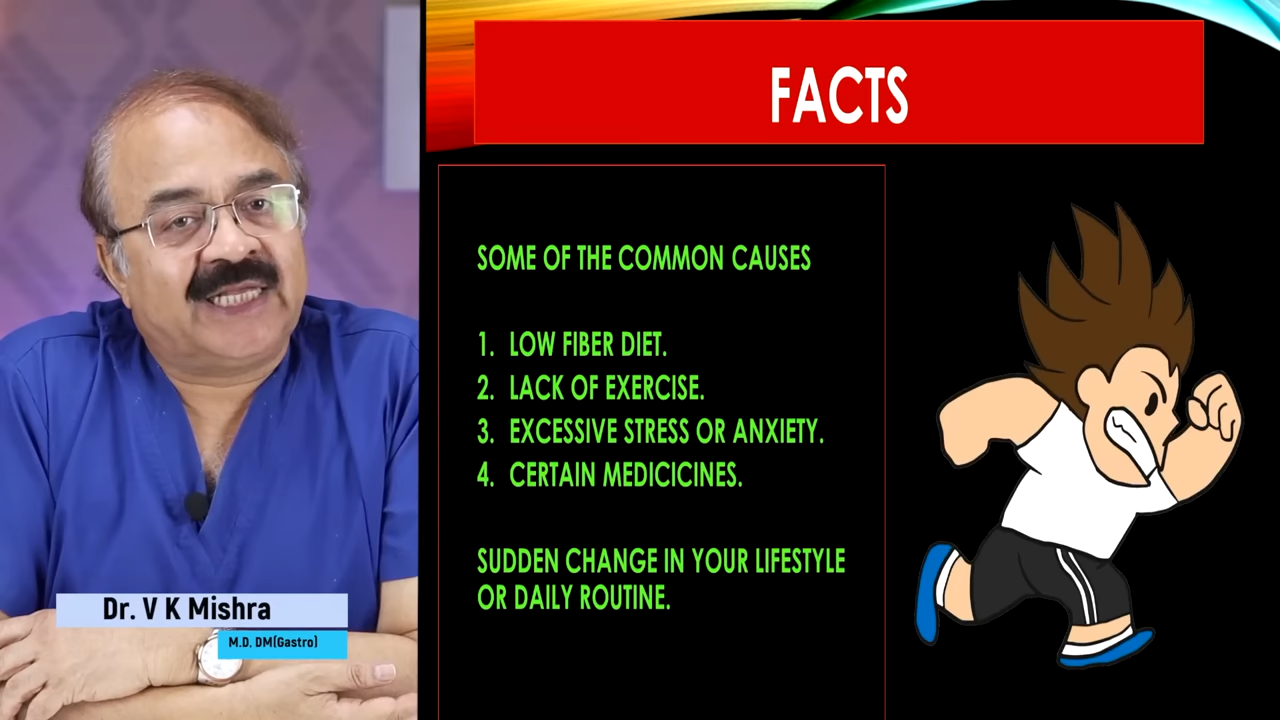 FACTS
SOME OF THE COMMON CAUSES
1. LOW FIBER DIET.
2. LACK OF EXERCISE.
3. EXCESSIVE STRESS OR ANXIETY.
4. CERTAIN MEDICICINES.
SUDDEN CHANGE IN YOUR LIFESTYLE
OR DAILY ROUTINE.
Dr. V K Mishra
M.D. DM(Gastro)